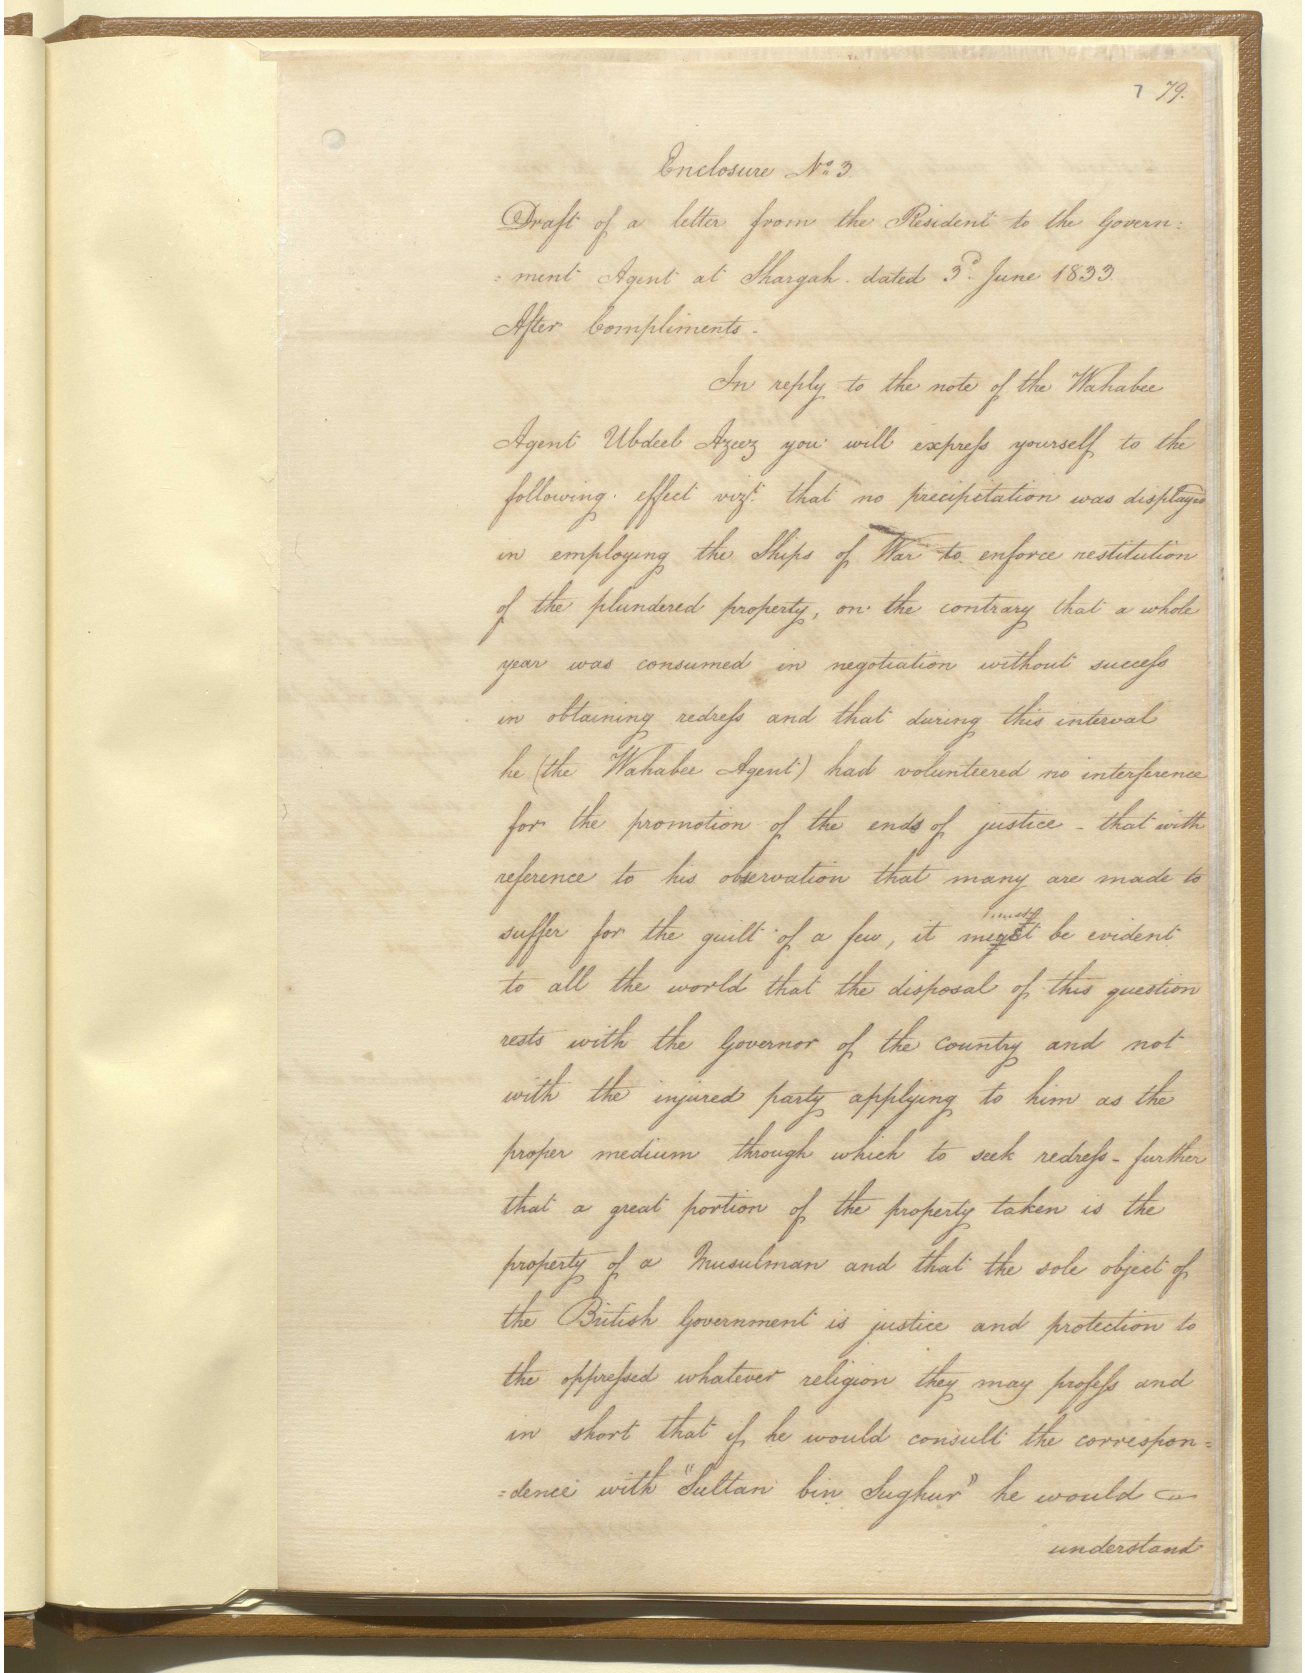 7 79.
Enclosure No. 3.
Draft of a letter from the Resident to the Govern:
=ment Agent at Shargah. dated 3d. June 1833.
After Compliments.
In reply to the note of the Wahabee
Agent Ubdeel Azeez you will express yourself to the
following effect vizt. that no precipitation was displayed
in employing the Ships of War to enforce restitution
of the plundered property, on the contrary that a whole
year was consumed in negotiation without success
in obtaining redress and that during this interval
he (the Wahabee Agent) had volunteered no interference
for the promotion of the ends of justice - that with
reference to his observation that many are made to
must
suffer for the guilt of a few, it be evident
to all the world that the disposal of this question
rests with the Governor of the Country and not
with the injured party applying to him as the
proper medium through which to seek redress - further
that a great portion of the property taken is the
property of a Musulman and that the sole object of
the British Government is justice and protection to
the oppressed whatever religion they may profess and
in short that if he would consult the correspon=
=dence with "Sultan bin Sughur" he would
understand